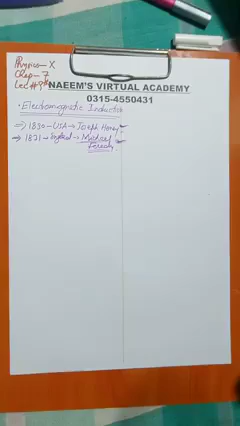 Physics-X
Chap-7
Lec#
NAEEM'S VIRTUAL ACADEMY
0315-4550431
Electromagnetic Induction
⇒ 1830-USA→ Joseph Henry
⇒ 1831→ England→ Michael
Faraday